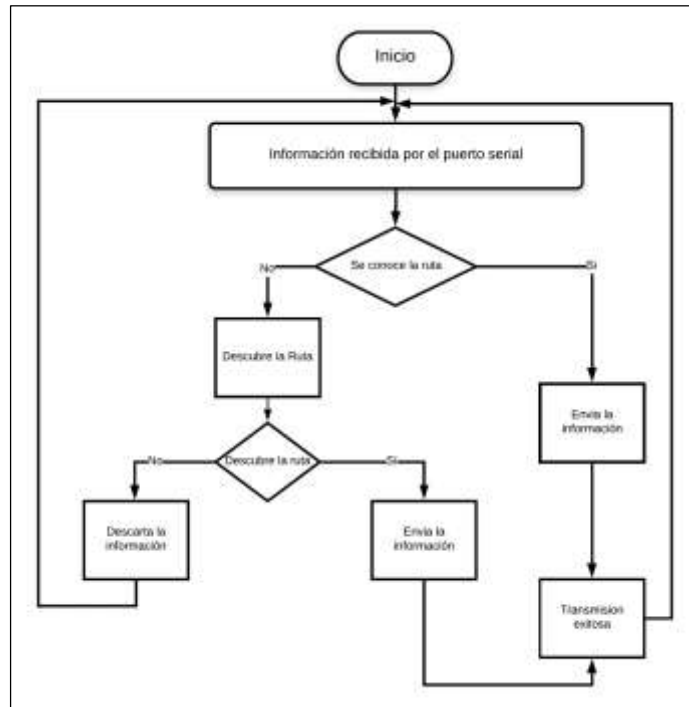 Inicio
Información recibida por el puerto serial
Se conoce la ruta
No
Si
Descubre la Ruta
Envia la
información
Descubre la ruta
No
Si
Descarta la
información
Envia la
información
Transmision
exitosa